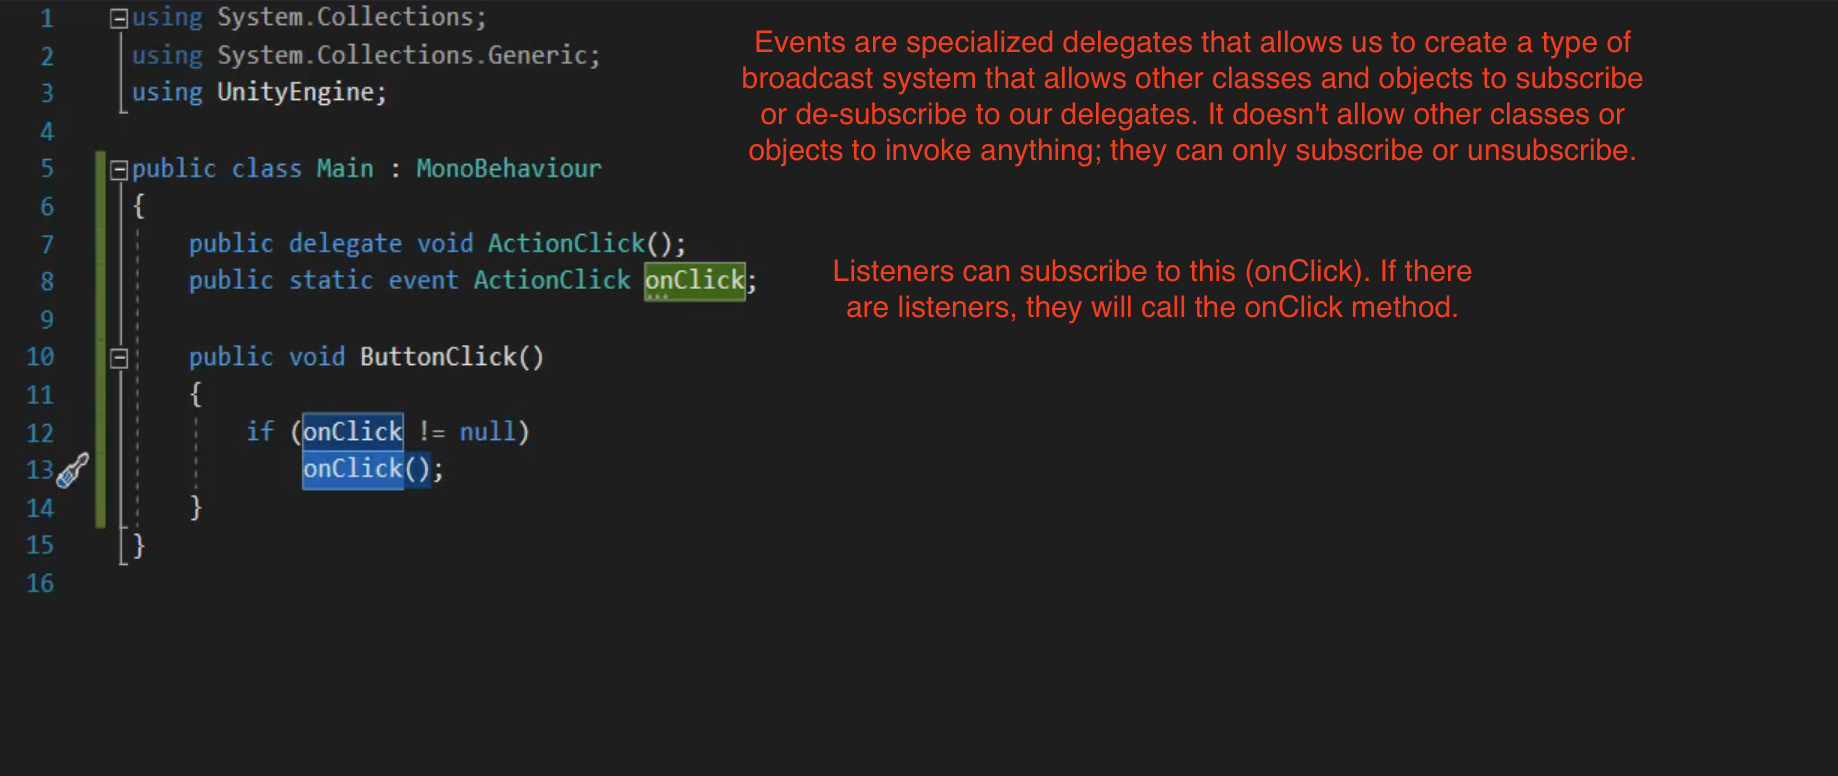 1 using System.Collections;
2 using System.Collections.Generic;
3 using UnityEngine;
4
5 public class Main : MonoBehaviour
6 {
7 public delegate void ActionClick();
8 public static event ActionClick onClick;
9
10 public void ButtonClick()
11 {
12 if (onClick != null)
13 onClick();
14 }
15 }
16
Events are specialized delegates that allows us to create a type of
broadcast system that allows other classes and objects to subscribe
or de-subscribe to our delegates. It doesn't allow other classes or
objects to invoke anything; they can only subscribe or unsubscribe.
Listeners can subscribe to this (onClick). If there
are listeners, they will call the onClick method.